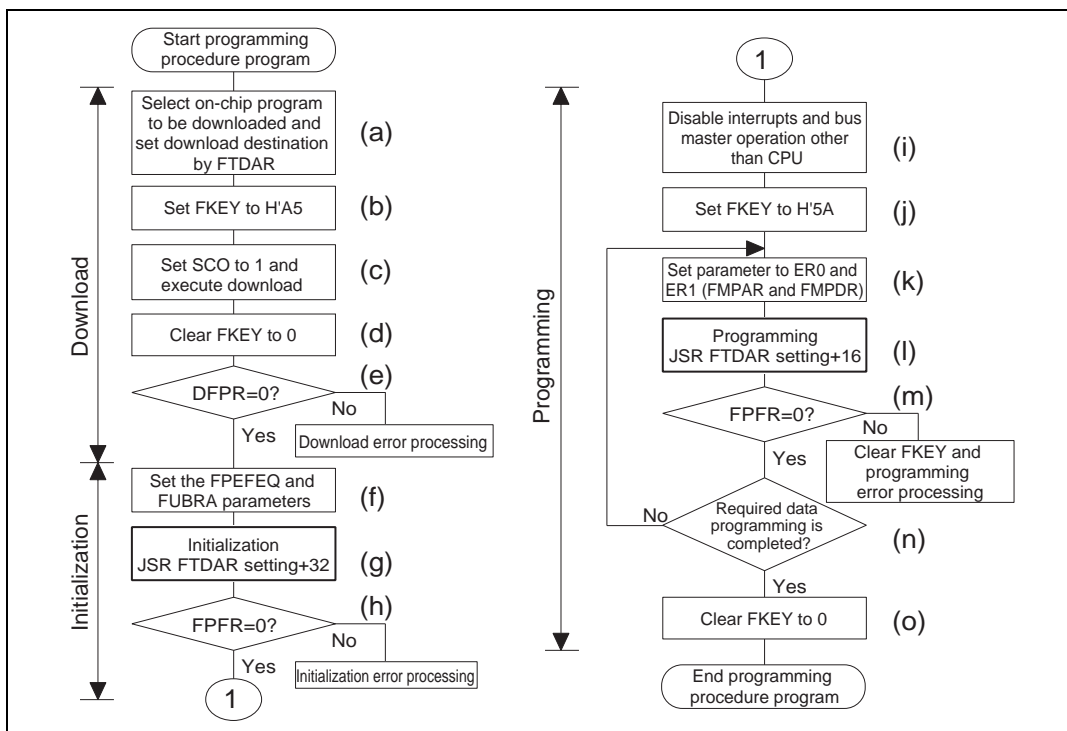 Start programming
procedure program
Download
Select on-chip program
to be downloaded and
set download destination
by FTDAR
(a)
Set FKEY to H'A5
(b)
Set SCO to 1 and
execute download
(c)
Clear FKEY to 0
(d)
DFPR=0?
(e)
No
Yes
Download error processing
Initialization
Set the FPEFEQ and
FUBRA parameters
(f)
Initialization
JSR FTDAR setting+32
(g)
FPFR=0?
(h)
No
Yes
Initialization error processing
1
1
Programming
Disable interrupts and bus
master operation other
than CPU
(i)
Set FKEY to H'5A
(j)
Set parameter to ER0 and
ER1 (FMPAR and FMPDR)
(k)
Programming
JSR FTDAR setting+16
(l)
FPFR=0?
(m)
No
Yes
Clear FKEY and
programming
error processing
Required data
programming is
completed?
(n)
No
Yes
Clear FKEY to 0
(o)
End programming
procedure program